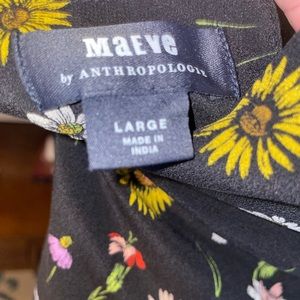 MaEVe
by ANTHROPOLOGIE
LARGE
MADE IN
INDIA